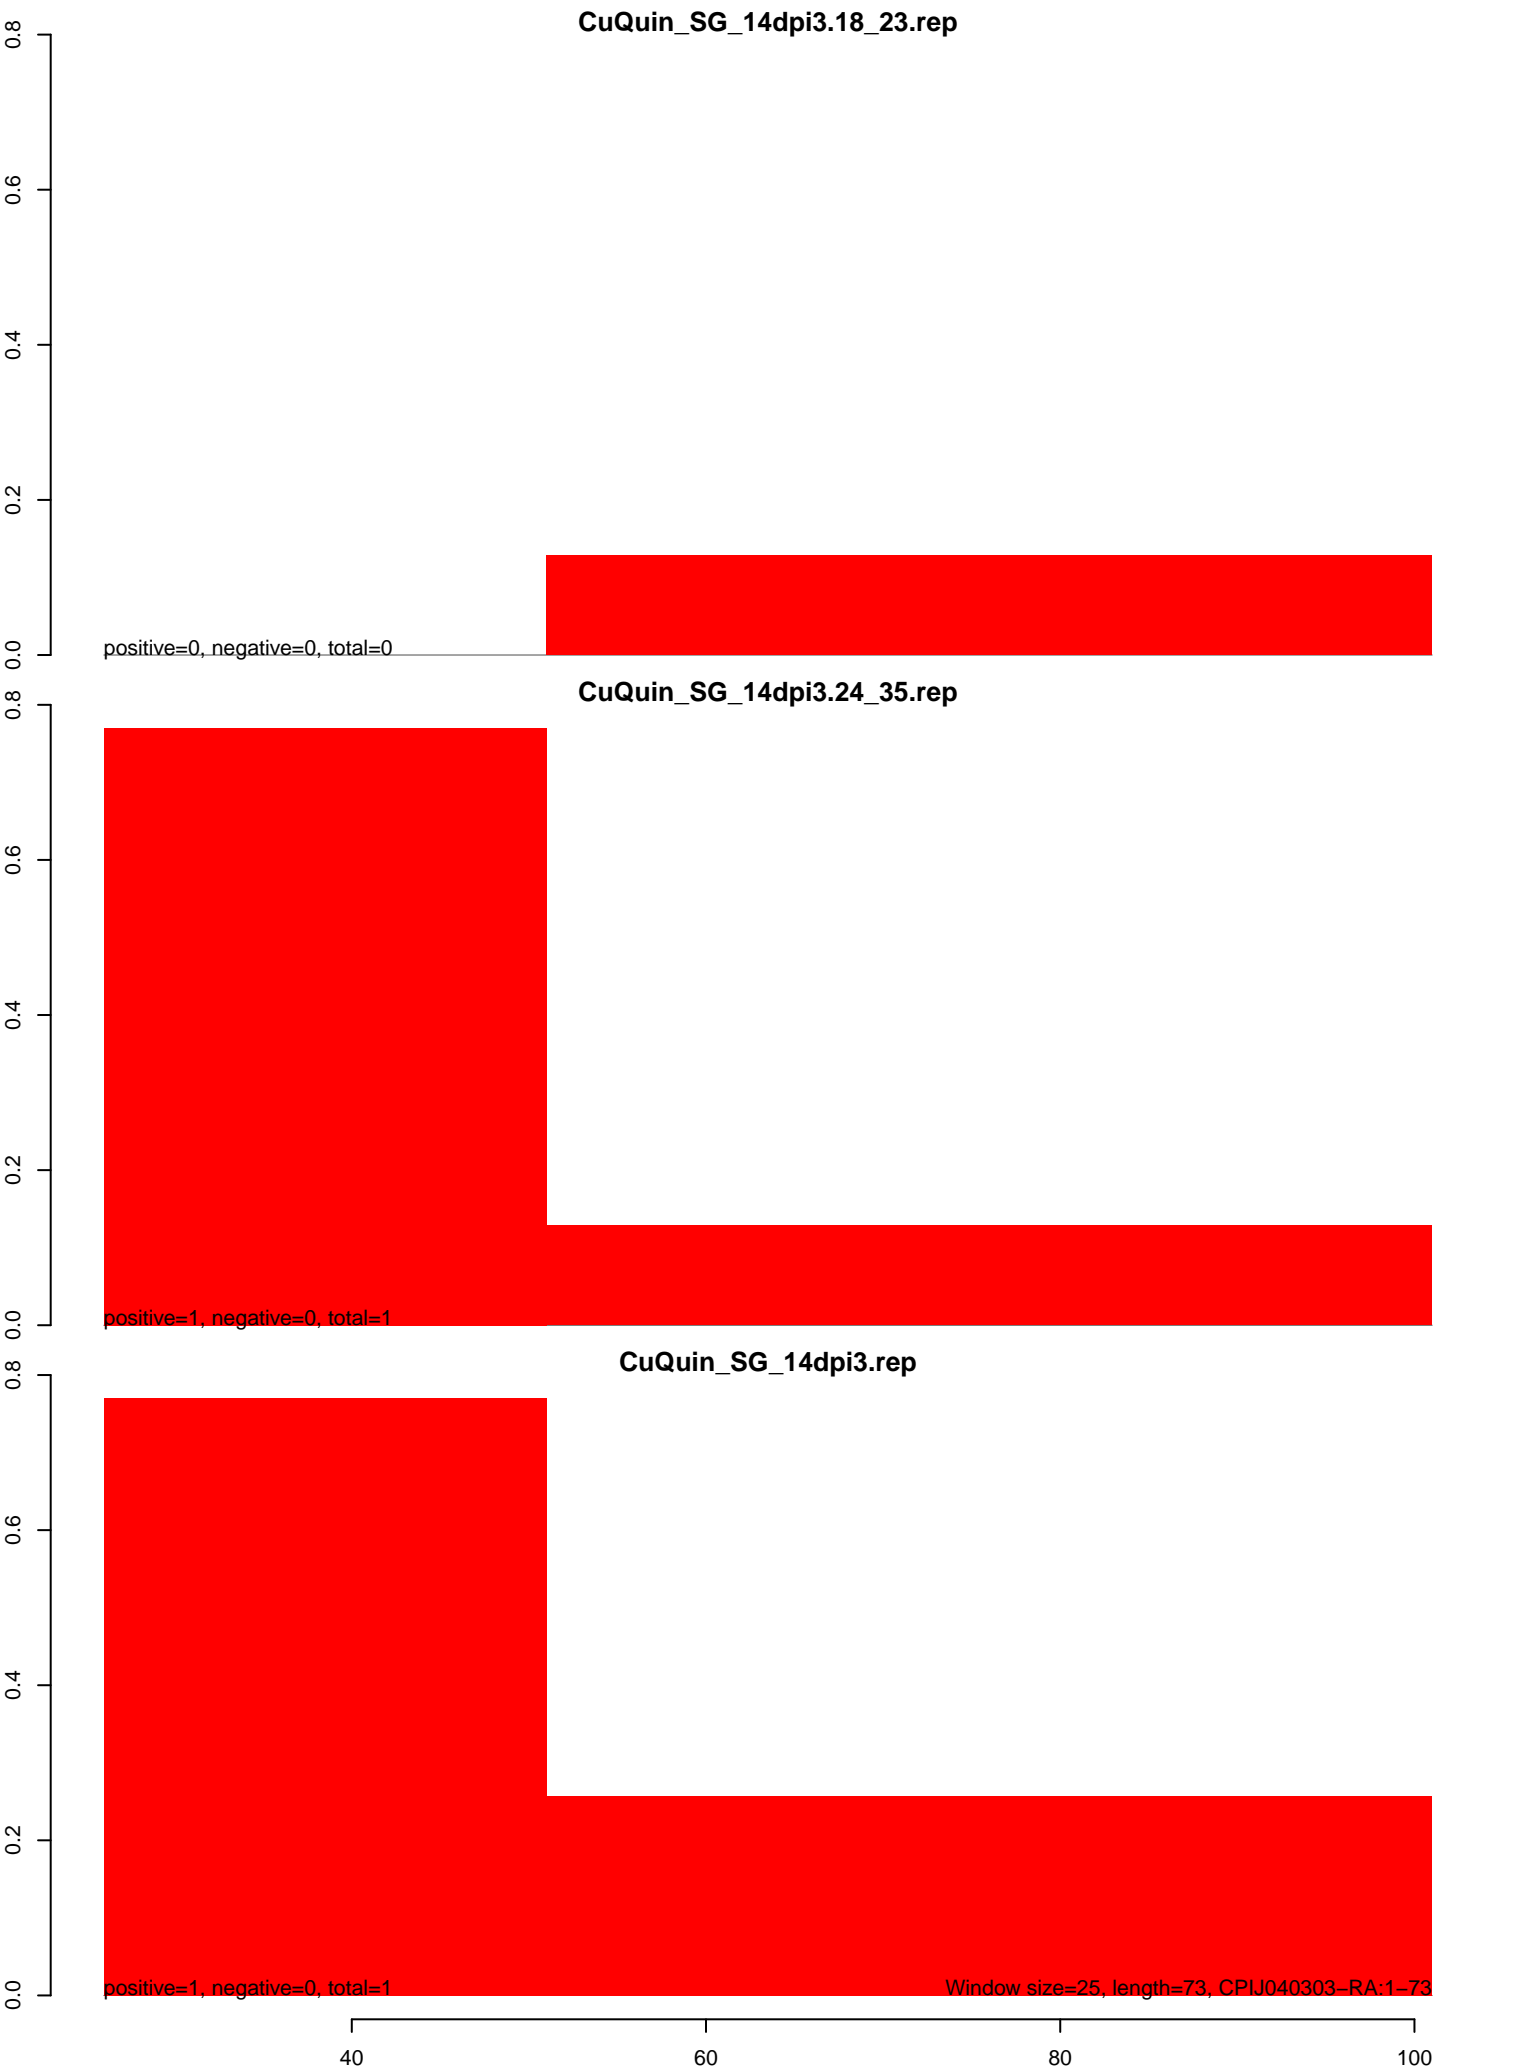 CuQuin_SG_14dpi3.18_23.rep
0.8
0.6
0.4
0.2
0.0
positive=0, negative=0, total=0
CuQuin_SG_14dpi3.24_35.rep
0.8
0.6
0.4
0.2
0.0
positive=1, negative=0, total=1
CuQuin_SG_14dpi3.rep
0.8
0.6
0.4
0.2
0.0
positive=1, negative=0, total=1
Window size=25, length=73, CPIJ040303−RA:1−73
40 60 80 100